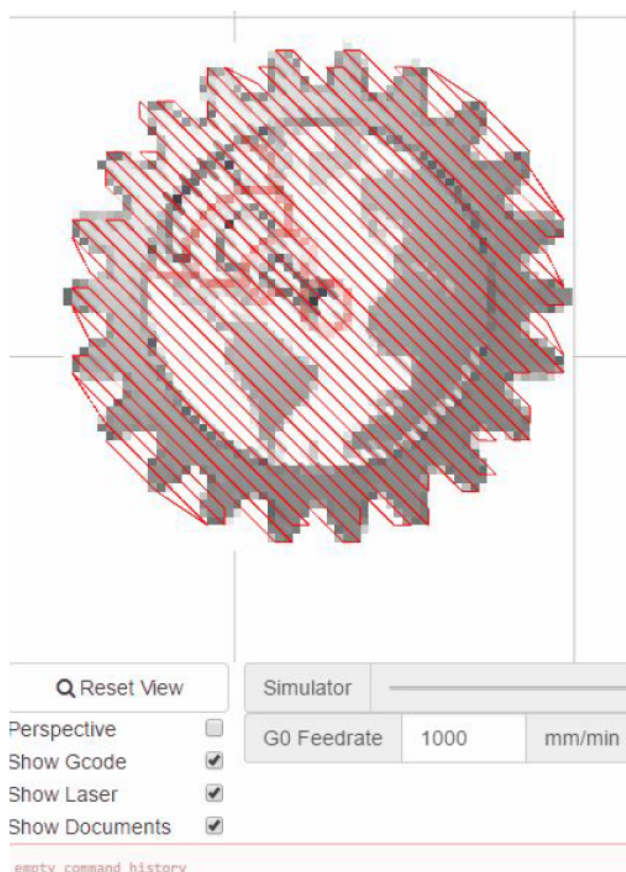 Reset View
Simulator
Perspective
G0 Feedrate 1000 mm/min
Show Gcode
Show Laser
Show Documents
empty command history